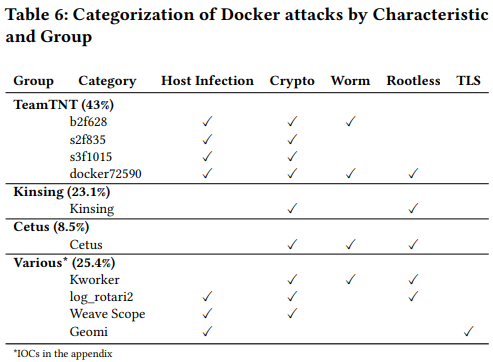 Table 6: Categorization of Docker attacks by Characteristic
and Group
Group Category Host Infection Crypto Worm Rootless TLS
TeamTNT (43%)
b2f628 ✓ ✓ ✓
s2f835 ✓ ✓
s3f1015 ✓ ✓
docker72590 ✓ ✓ ✓ ✓
Kinsing (23.1%)
Kinsing ✓ ✓
Cetus (8.5%)
Cetus ✓ ✓ ✓
Various* (25.4%)
Kworker ✓ ✓ ✓
log_rotari2 ✓ ✓ ✓
Weave Scope ✓ ✓
Geomi ✓ ✓
*IOCs in the appendix